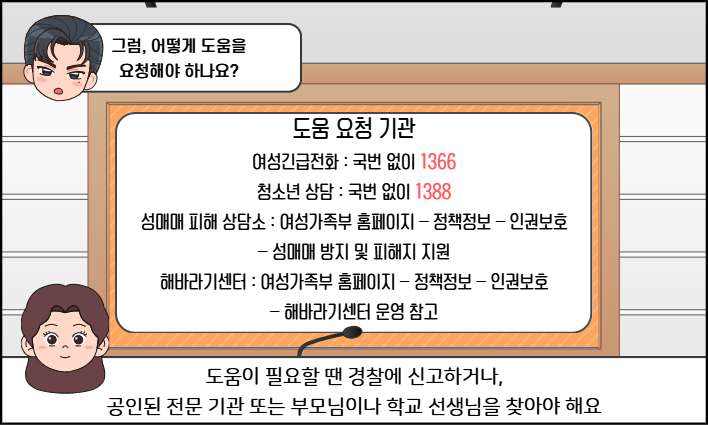 그럼, 어떻게 도움을
요청해야 하나요?
도움 요청 기관
여성긴급전화 : 국번 없이 1366
청소년 상담 : 국번 없이 1388
성매매 피해 상담소 : 여성가족부 홈페이지 – 정책정보 – 인권보호
– 성매매 방지 및 피해지 지원
해바라기센터 : 여성가족부 홈페이지 – 정책정보 – 인권보호
– 해바라기센터 운영 참고
도움이 필요할 땐 경찰에 신고하거나,
공인된 전문 기관 또는 부모님이나 학교 선생님을 찾아야 해요